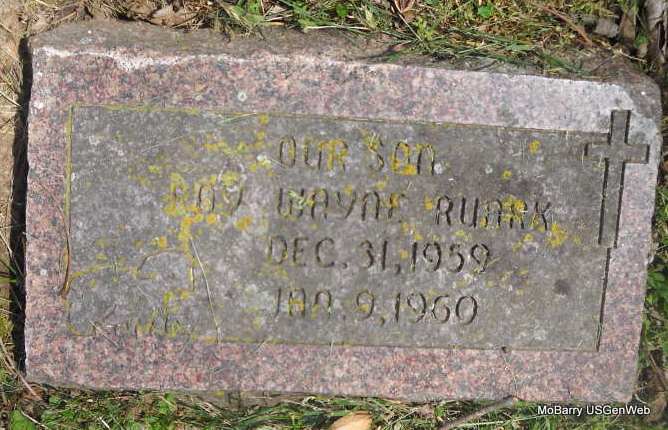 OUR SON
ROY WAYNE RUARK
DEC. 31, 1959
JAN. 9, 1960
MoBarry USGenWeb